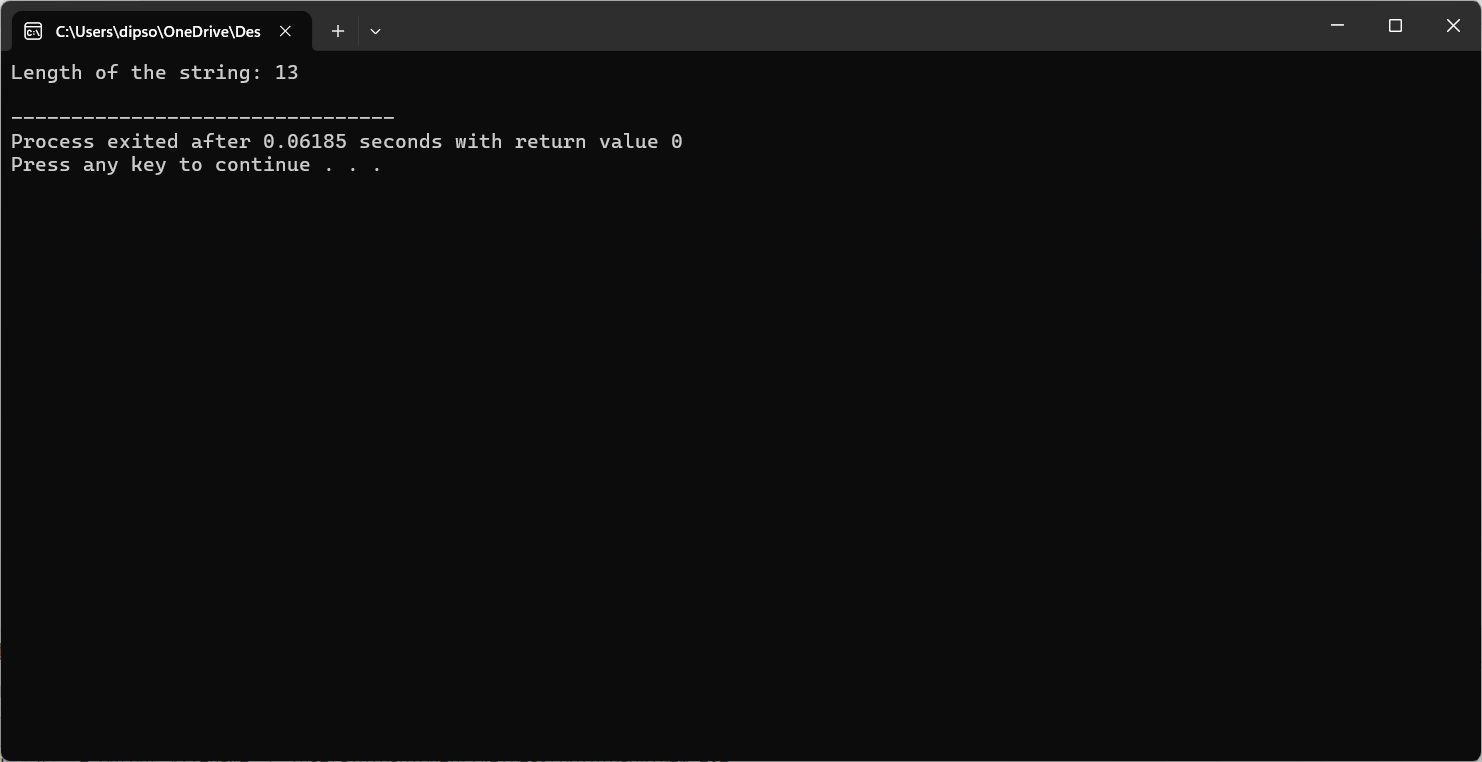 C:\Users\dipso\OneDrive\Des
Length of the string: 13
--------------------------------
Process exited after 0.06185 seconds with return value 0
Press any key to continue . . .